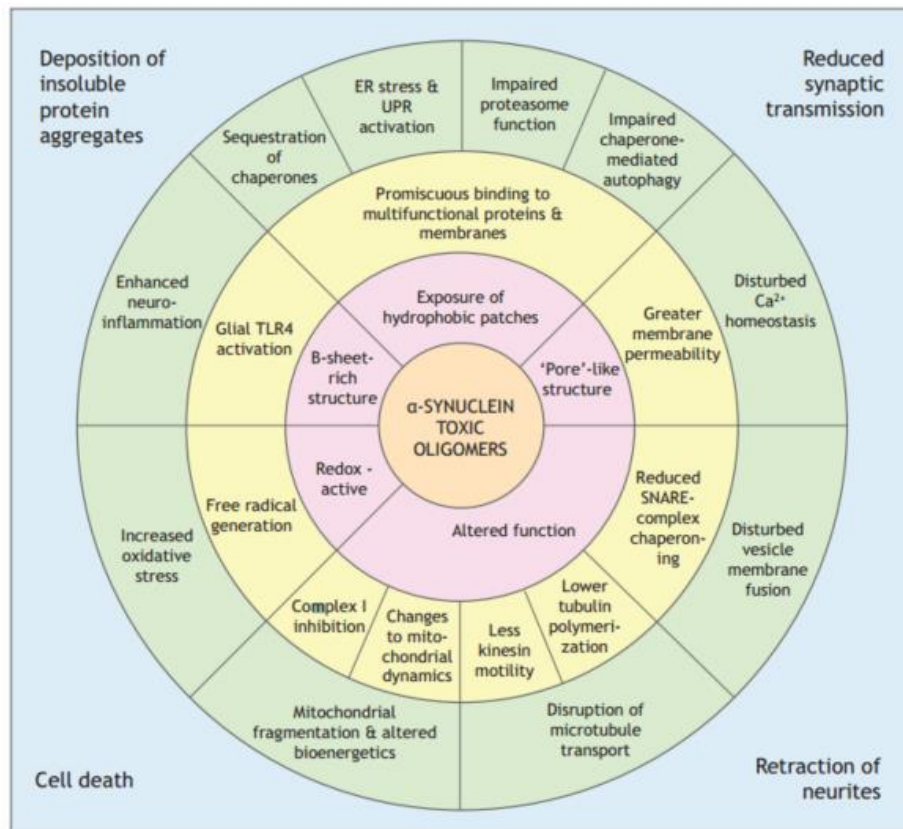 Deposition of
insoluble
protein
aggregates
Reduced
synaptic
transmission
ER stress &
UPR
activation
Impaired
proteasome
function
Sequestration
of
chaperones
Impaired
chaperone-
mediated
autophagy
Promiscuous binding to
multifunctional proteins &
membranes
Enhanced
neuro-
inflammation
Glial TLR4
activation
Exposure of
hydrophobic patches
Greater
membrane
permeability
Disturbed
Ca²⁺
homeostasis
B-sheet-
rich
structure
'Pore'-like
structure
α-SYNUCLEIN
TOXIC
OLIGOMERS
Redox -
active
Altered function
Free radical
generation
Reduced
SNARE-
complex
chaperon-
ing
Increased
oxidative
stress
Disturbed
vesicle
membrane
fusion
Complex I
inhibition
Changes
to mito-
chondrial
dynamics
Less
kinesin
motility
Lower
tubulin
polymeri-
zation
Mitochondrial
fragmentation & altered
bioenergetics
Disruption of
microtubule
transport
Cell death
Retraction of
neurites